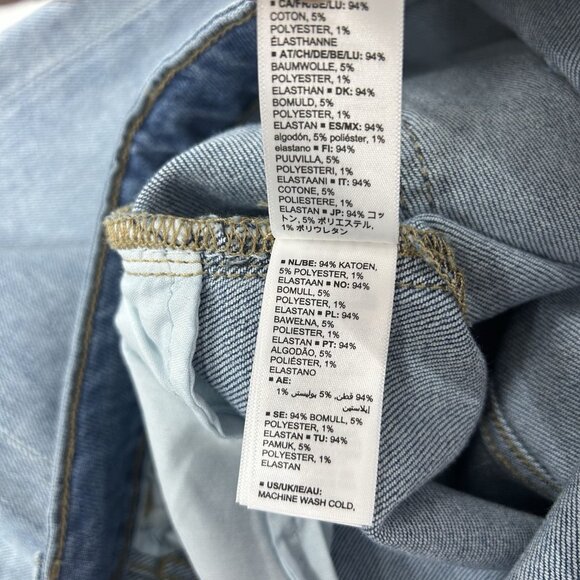 ■ CA/FR/BE/LU: 94%
COTON, 5%
POLYESTER, 1%
ÉLASTHANNE
■ AT/CH/DE/BE/LU: 94%
BAUMWOLLE, 5%
POLYESTER, 1%
ELASTHAN ■ DK: 94%
BOMULD, 5%
POLYESTER, 1%
ELASTAN ■ ES/MX: 94%
algodón, 5% poliéster, 1%
elastano ■ FI: 94%
PUUVILLA, 5%
POLYESTERI, 1%
ELASTAANI ■ IT: 94%
COTONE, 5%
POLIESTERE, 1%
ELASTAN ■ JP: 94% コッ
トン, 5% ポリエステル,
1% ポリウレタン
■ NL/BE: 94% KATOEN,
5% POLYESTER, 1%
ELASTAAN ■ NO: 94%
BOMULL, 5%
POLYESTER, 1%
ELASTAN ■ PL: 94%
BAWEŁNA, 5%
POLIESTER, 1%
ELASTAN ■ PT: 94%
ALGODÃO, 5%
POLIÉSTER, 1%
ELASTANO
■ AE:
94% قطن, 5% بوليستر, 1%
إيلاستين
■ SE: 94% BOMULL, 5%
POLYESTER, 1%
ELASTAN ■ TU: 94%
PAMUK, 5%
POLYESTER, 1%
ELASTAN
■ US/UK/IE/AU:
MACHINE WASH COLD,